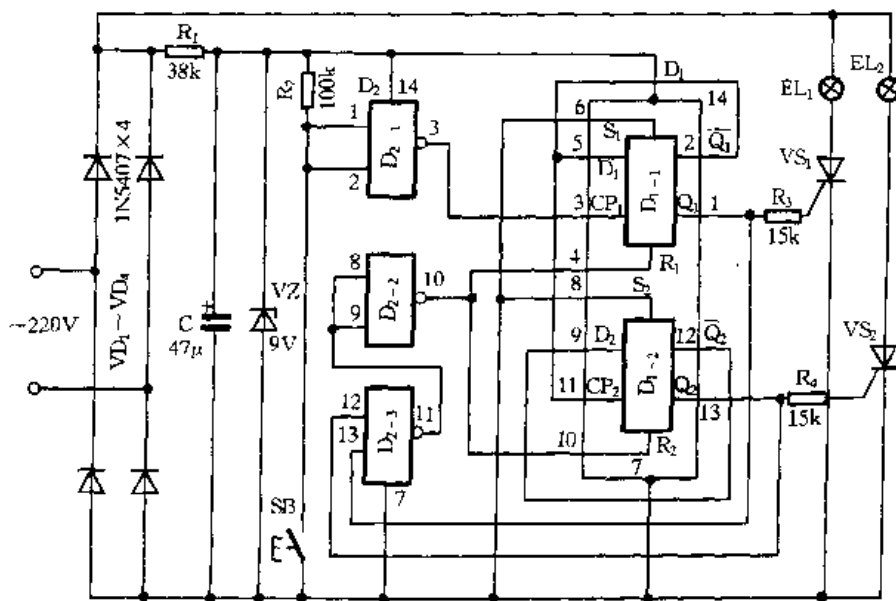 R₁
38k
R₂
100k
D₂
14
1
2
3
D₂₋₁
1N5407×4
VD₁~VD₄
~220V
C
+
47μ
VZ
9V
SB
8
9
10
D₂₋₂
12
13
11
D₂₋₃
7
D₁
14
6
S₁
5
D₁
3
CP₁
4
R₁
D₁₋₁
2
Q̅₁
Q₁
1
8
S₂
9
D₂
11
CP₂
10
R₂
7
D₁₋₂
12
Q̅₂
Q₂
13
EL₁
EL₂
VS₁
R₃
15k
VS₂
R₄
15k